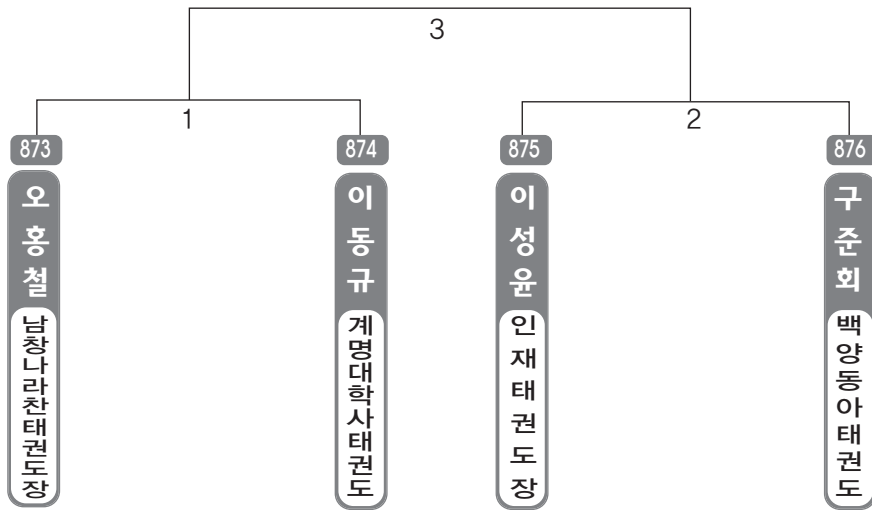 3
1
2
873
874
875
876
오홍철
이동규
이성윤
구준회
남창나라찬태권도장
계명대학사태권도
인재태권도장
백양동아태권도